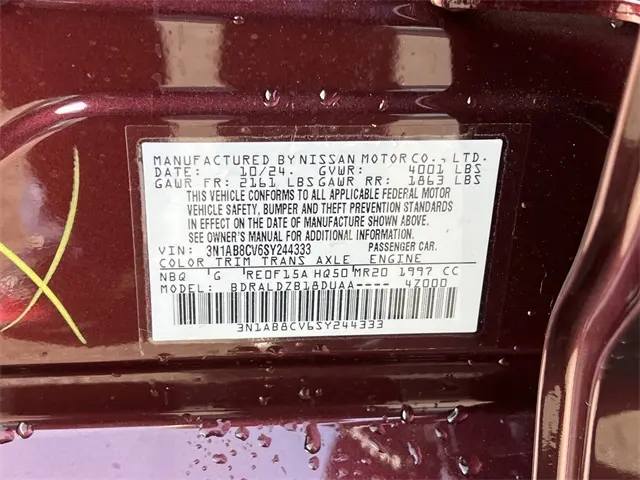 MANUFACTURED BY NISSAN MOTOR CO., LTD.
DATE: 10/24. GVWR: 4001 LBS
GAWR FR: 2161 LBS GAWR RR: 1863 LBS
THIS VEHICLE CONFORMS TO ALL APPLICABLE FEDERAL MOTOR
VEHICLE SAFETY, BUMPER AND THEFT PREVENTION STANDARDS
IN EFFECT ON THE DATE OF MANUFACTURE SHOWN ABOVE.
SEE OWNER'S MANUAL FOR ADDITIONAL INFORMATION.
VIN: 3N1AB8CV6SY244333 PASSENGER CAR.
COLOR TRIM TRANS AXLE ENGINE
NBQ G RE0F15A HQ50 MR20 1997 CC
MODEL: BDRALDZB18DUAA---- 4Z000
3N1AB8CV6SY244333